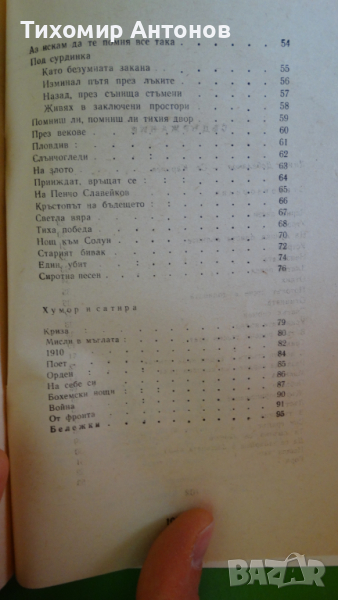 Тихомир Антонов
Аз искам да те помня все така 54
Под сурдинка
Като безумната закана 55
Изминал пътя през лъките 56
Назад, през сънища стъмени 57
Живях в заключени простори 58
Помниш ли, помниш ли тихия двор 59
През векове 60
Пловдив 61
Слънчогледи 62
На злото 63
Прииждат, връщат се 64
На Пенчо Славейков 65
Кръстопът на бъдещето 66
Светла вяра 67
Тиха победа 68
Нощ към Солун 70
Старият бивак 72
Един убит 74
Сиротна песен 76
Хумор и сатира
Криза 79
Мисли в мъглата 80
1910 82
Поет 84
Орден 86
На себе си 87
Бохемски нощи 90
Война 91
От фронта 95
Бележки
BAZAR
bazar.bg